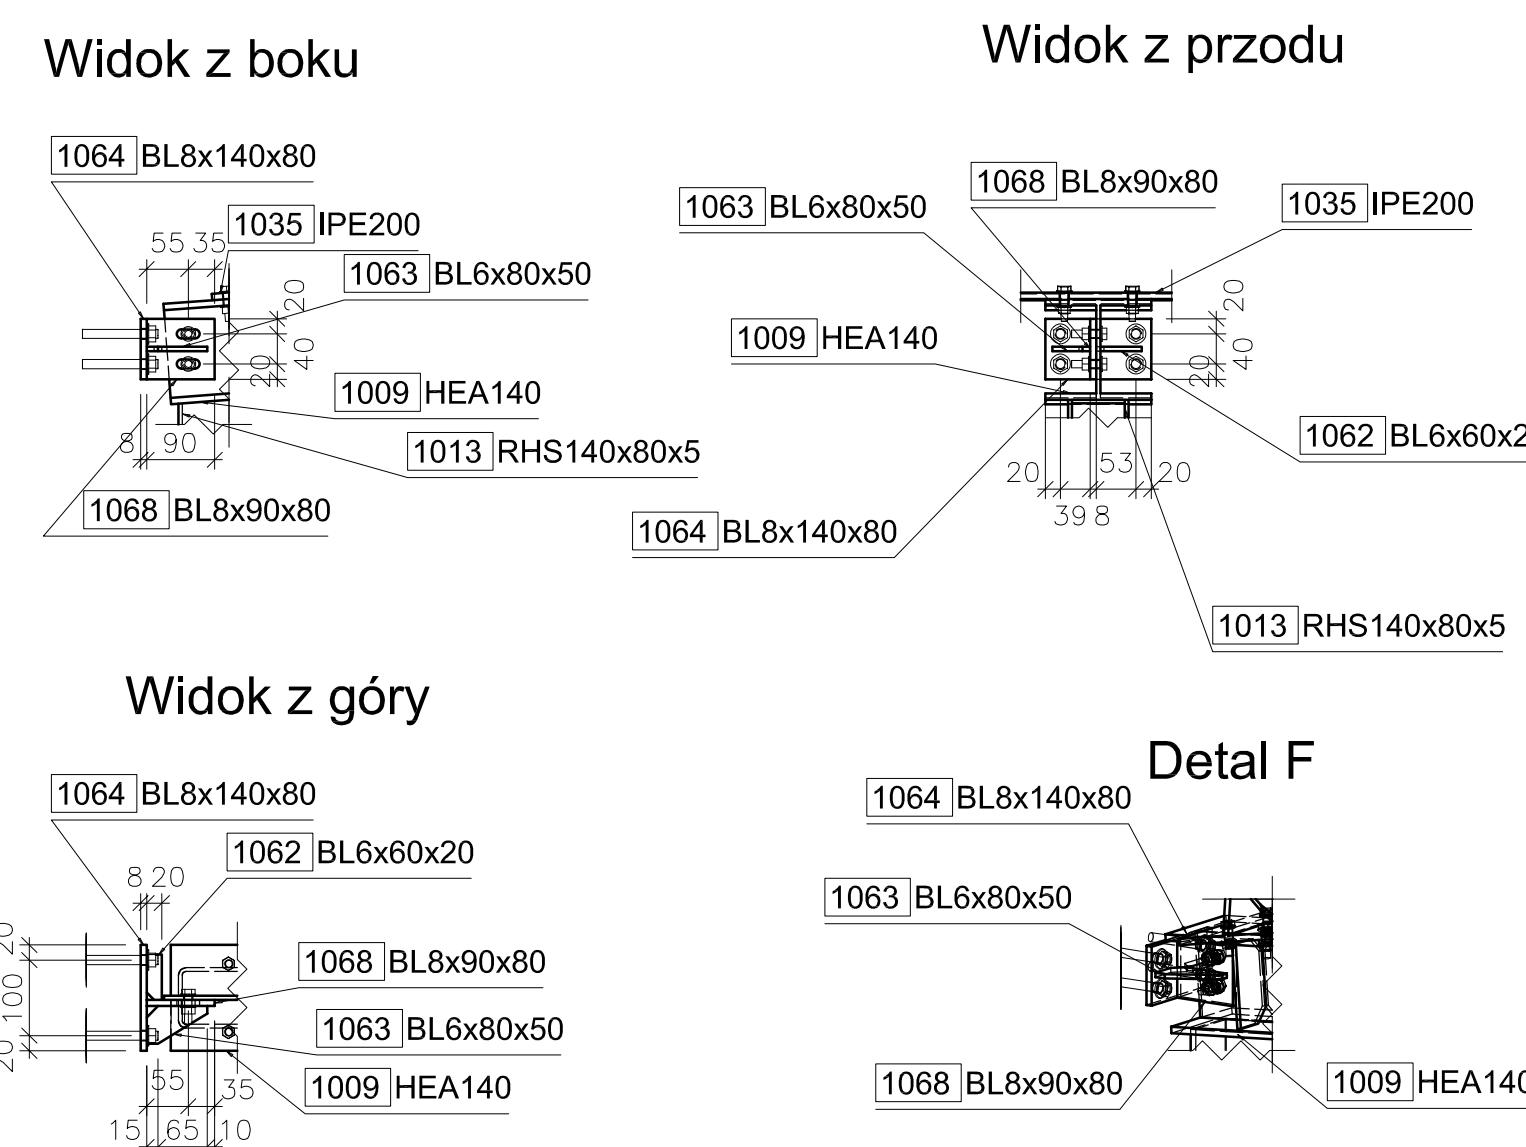 Widok z boku
1064 BL8x140x80
1035 IPE200
55 35
1063 BL6x80x50
20
40
20
1009 HEA140
8 90
1013 RHS140x80x5
1068 BL8x90x80
Widok z przodu
1068 BL8x90x80
1063 BL6x80x50
1035 IPE200
20
1009 HEA140
40
20
1062 BL6x60x2
20 53 20
39 8
1064 BL8x140x80
1013 RHS140x80x5
Widok z góry
1064 BL8x140x80
1062 BL6x60x20
8 20
20
1068 BL8x90x80
100
1063 BL6x80x50
20
55 35
1009 HEA140
15 65 10
Detal F
1064 BL8x140x80
1063 BL6x80x50
1068 BL8x90x80
1009 HEA140